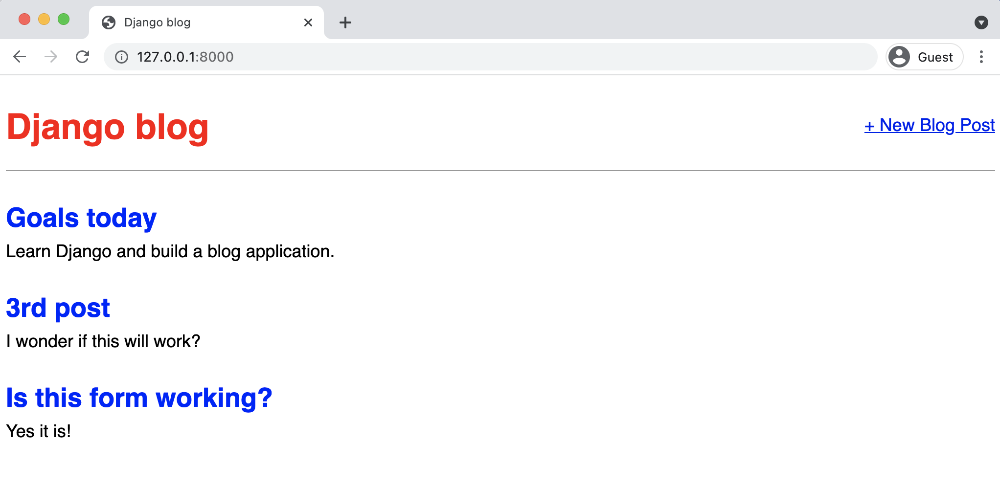 Django blog
127.0.0.1:8000
Guest
Django blog
+ New Blog Post
Goals today
Learn Django and build a blog application.
3rd post
I wonder if this will work?
Is this form working?
Yes it is!